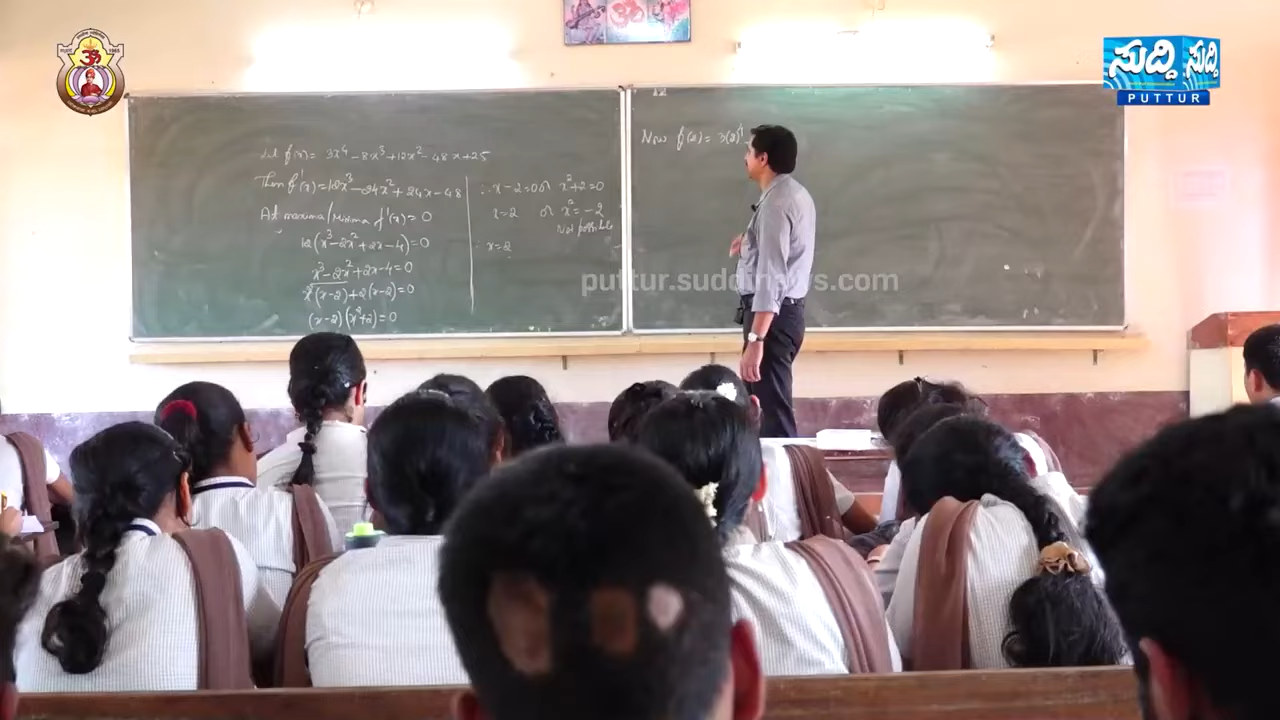 ಸುದ್ದಿ ಸುದ್ದಿ
PUTTUR
Let f(x) = 3x⁴ - 8x³ + 12x² - 48x + 25
Then f'(x) = 12x³ - 24x² + 24x - 48
At maxima/minima f'(x) = 0
12(x³ - 2x² + 2x - 4) = 0
x³ - 2x² + 2x - 4 = 0
x²(x-2) + 2(x-2) = 0
(x-2)(x²+2) = 0
∴ x - 2 = 0 or x² + 2 = 0
x = 2 or x² = -2
Not possible
x = 2
Now f(2) = 3(2)⁴ -
puttur.suddinews.com